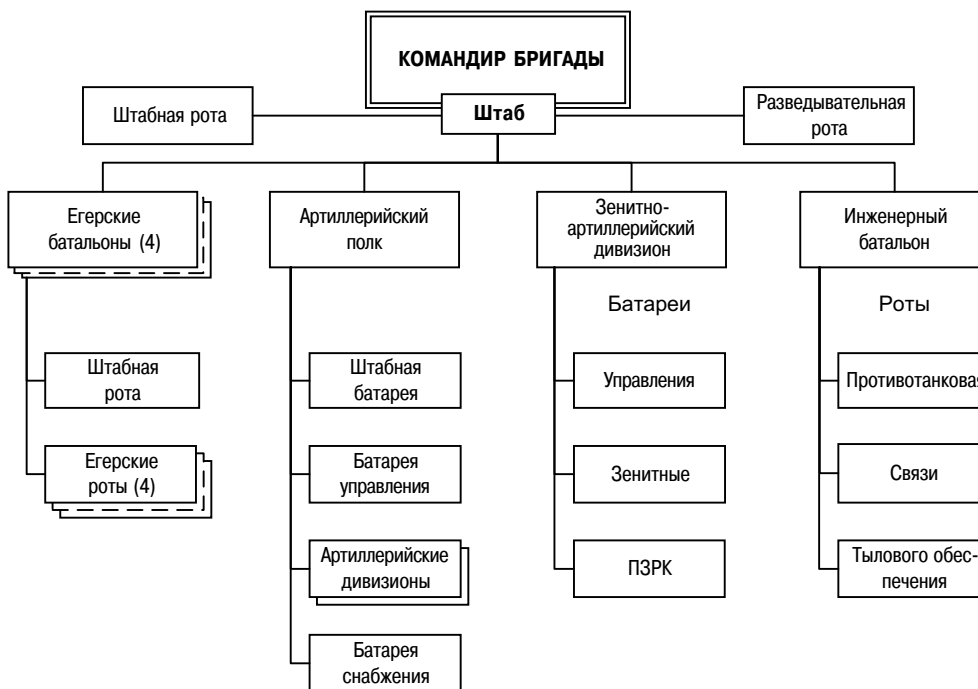 КОМАНДИР БРИГАДЫ
Штаб
Штабная рота
Разведывательная
рота
Егерские
батальоны (4)
Артиллерийский
полк
Зенитно-
артиллерийский
дивизион
Инженерный
батальон
Батареи
Роты
Штабная
рота
Штабная
батарея
Управления
Противотанковая
Егерские
роты (4)
Батарея
управления
Зенитные
Связи
Артиллерийские
дивизионы
ПЗРК
Тылового обес-
печения
Батарея
снабжения